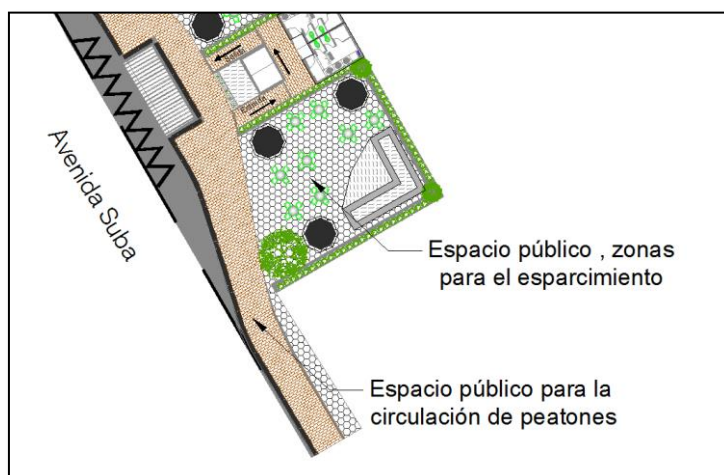 Avenida Suba
Espacio público , zonas
para el esparcimiento
Espacio público para la
circulación de peatones